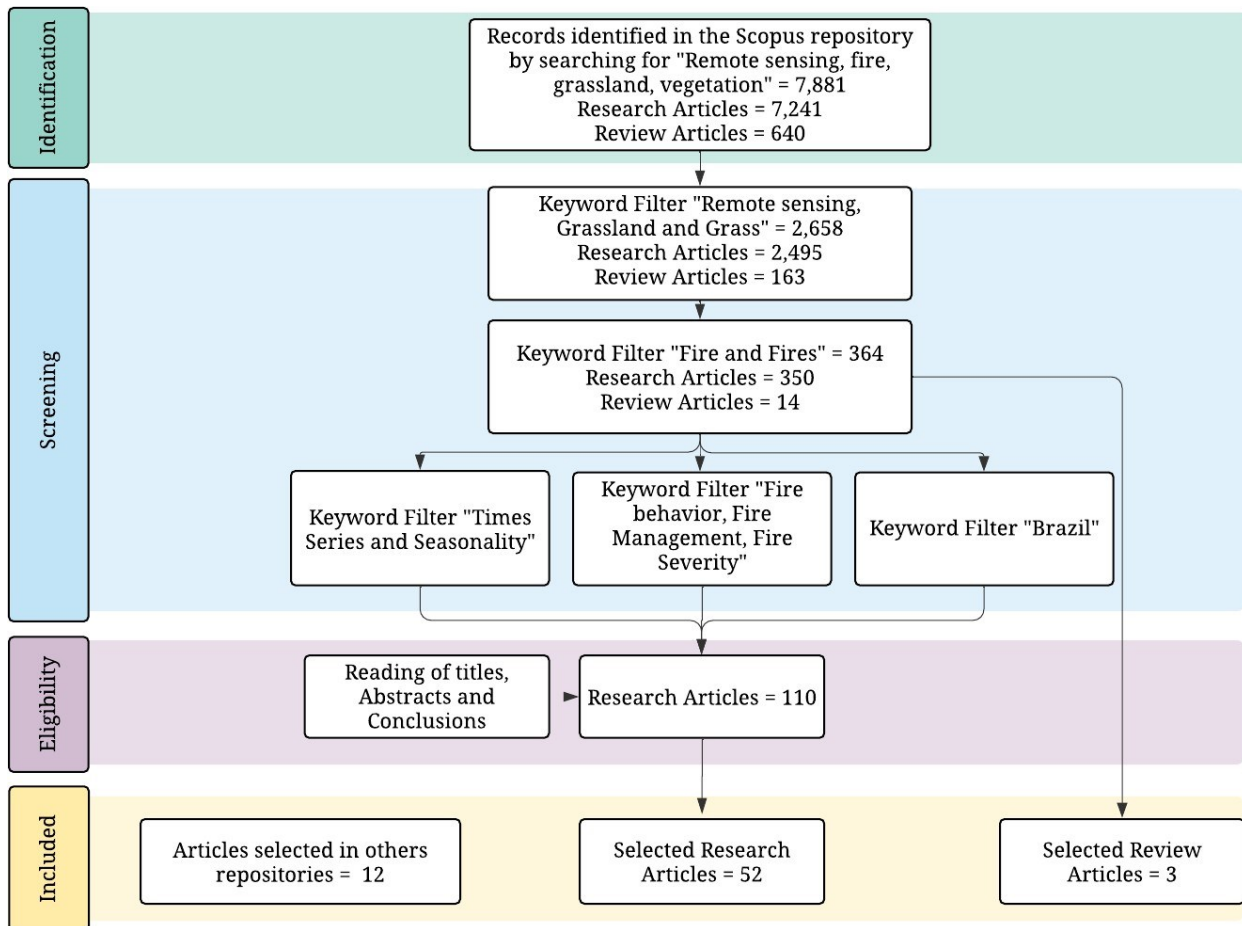 Identification
Records identified in the Scopus repository
by searching for "Remote sensing, fire,
grassland, vegetation" = 7,881
Research Articles = 7,241
Review Articles = 640
Screening
Keyword Filter "Remote sensing,
Grassland and Grass" = 2,658
Research Articles = 2,495
Review Articles = 163
Keyword Filter "Fire and Fires" = 364
Research Articles = 350
Review Articles = 14
Keyword Filter "Times
Series and Seasonality"
Keyword Filter "Fire
behavior, Fire
Management, Fire
Severity"
Keyword Filter "Brazil"
Eligibility
Reading of titles,
Abstracts and
Conclusions
Research Articles = 110
Included
Articles selected in others
repositories = 12
Selected Research
Articles = 52
Selected Review
Articles = 3